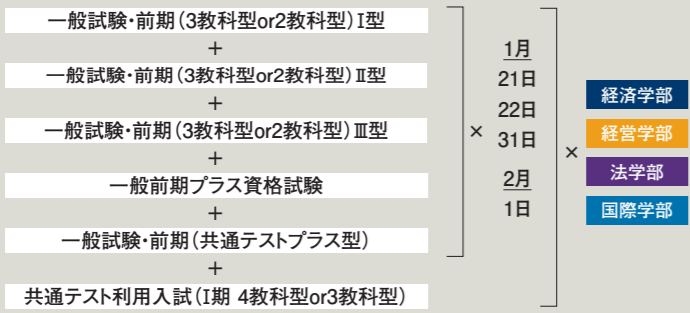 一般試験・前期(3教科型or2教科型)Ⅰ型
+
一般試験・前期(3教科型or2教科型)Ⅱ型
+
一般試験・前期(3教科型or2教科型)Ⅲ型
+
一般前期プラス資格試験
+
一般試験・前期(共通テストプラス型)
+
共通テスト利用入試(Ⅰ期 4教科型or3教科型)
×
1月
21日
22日
31日
2月
1日
×
経済学部
経営学部
法学部
国際学部